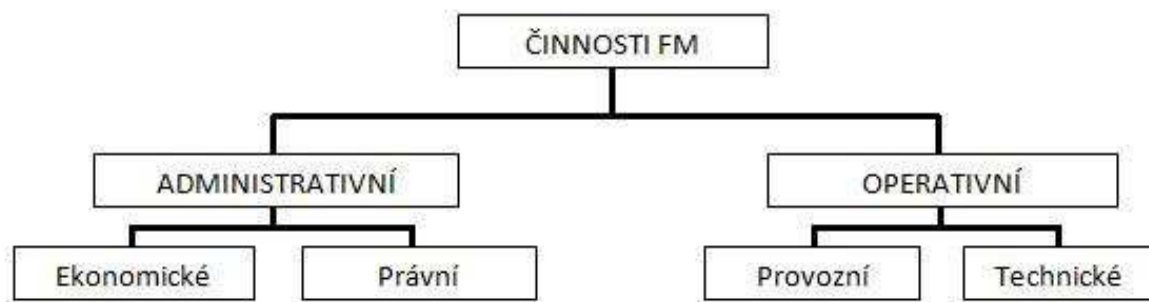 ČINNOSTI FM
ADMINISTRATIVNÍ
OPERATIVNÍ
Ekonomické
Právní
Provozní
Technické